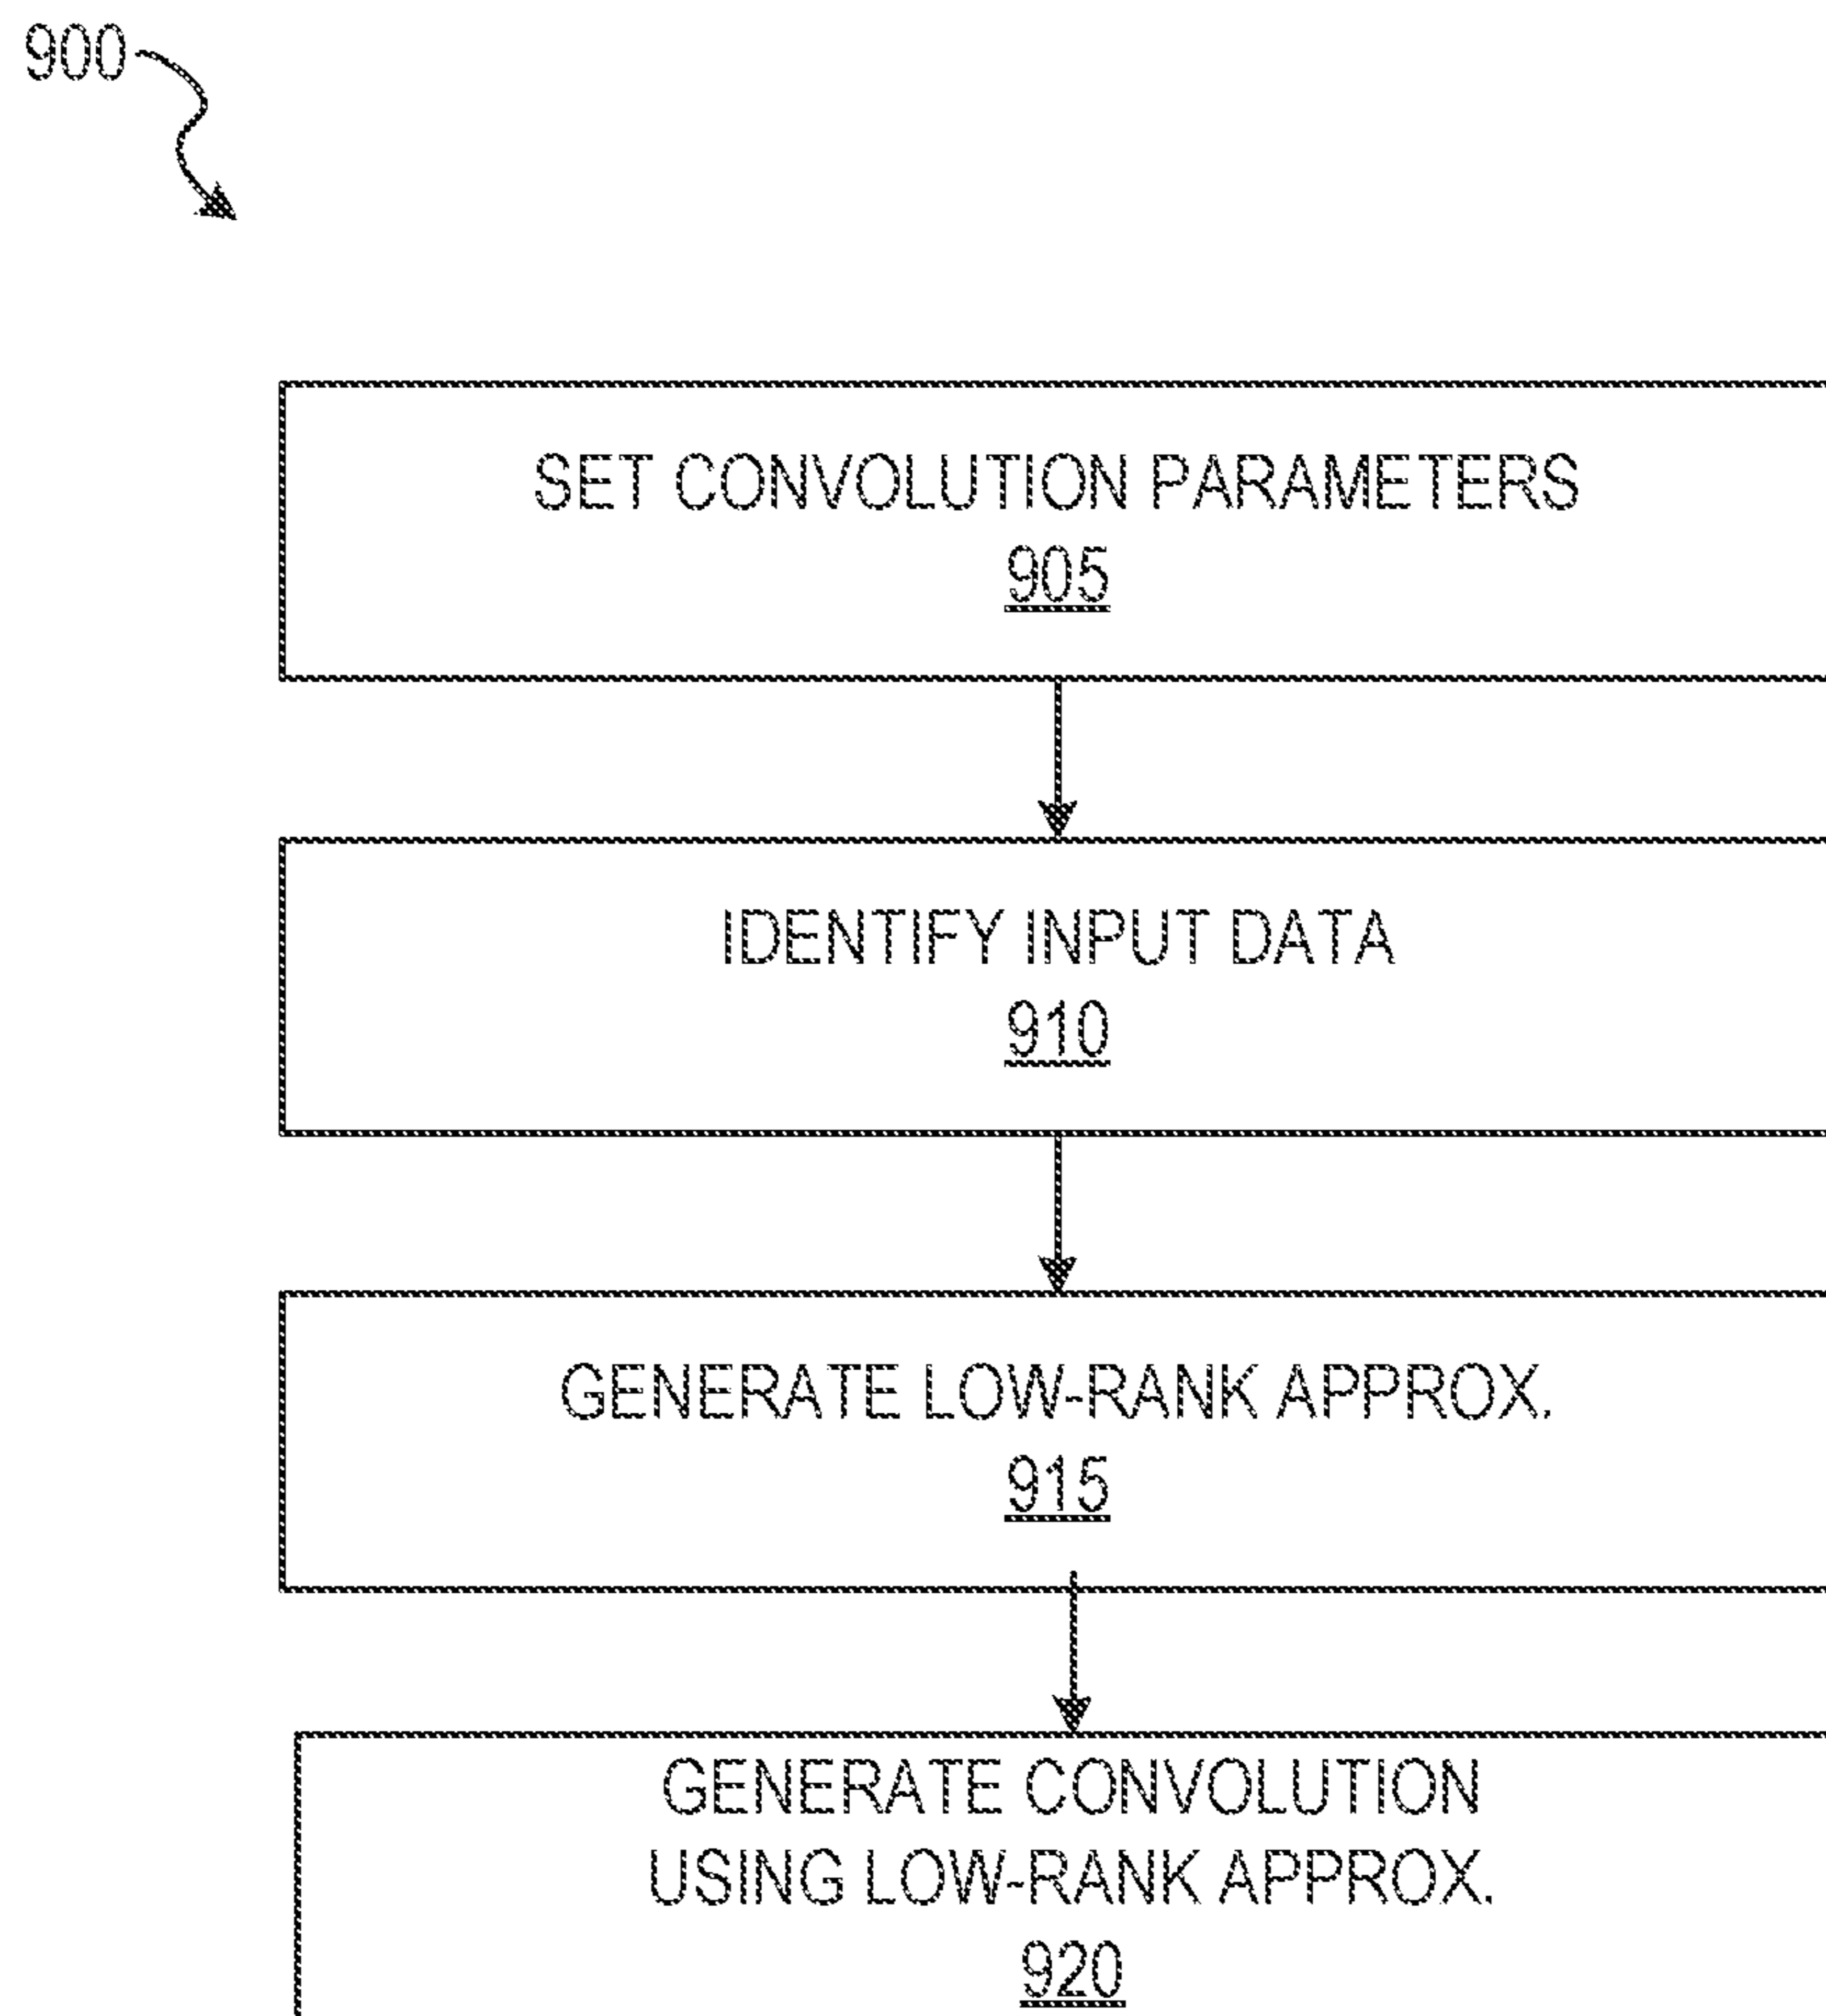 900
SET CONVOLUTION PARAMETERS
905
IDENTIFY INPUT DATA
910
GENERATE LOW-RANK APPROX.
915
GENERATE CONVOLUTION
USING LOW-RANK APPROX.
920